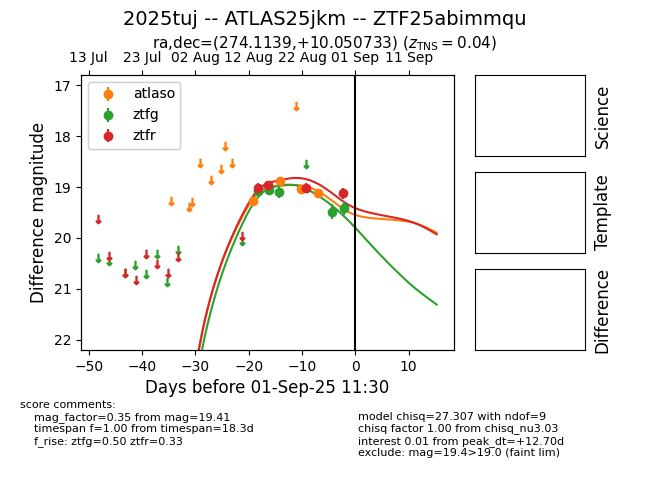 2025tuj -- ATLAS25jkm -- ZTF25abimmqu
ra,dec=(274.1139,+10.050733) (z_TNS = 0.04)
13 Jul 23 Jul 02 Aug 12 Aug 22 Aug 01 Sep 11 Sep
atlaso
ztfg
ztfr
17
18
19
20
21
22
Difference magnitude
−50 −40 −30 −20 −10 0 10
Days before 01-Sep-25 11:30
Science
Template
Difference
score comments:
mag_factor=0.35 from mag=19.41
timespan f=1.00 from timespan=18.3d
f_rise: ztfg=0.50 ztfr=0.33
model chisq=27.307 with ndof=9
chisq factor 1.00 from chisq_nu3.03
interest 0.01 from peak_dt=+12.70d
exclude: mag=19.4>19.0 (faint lim)